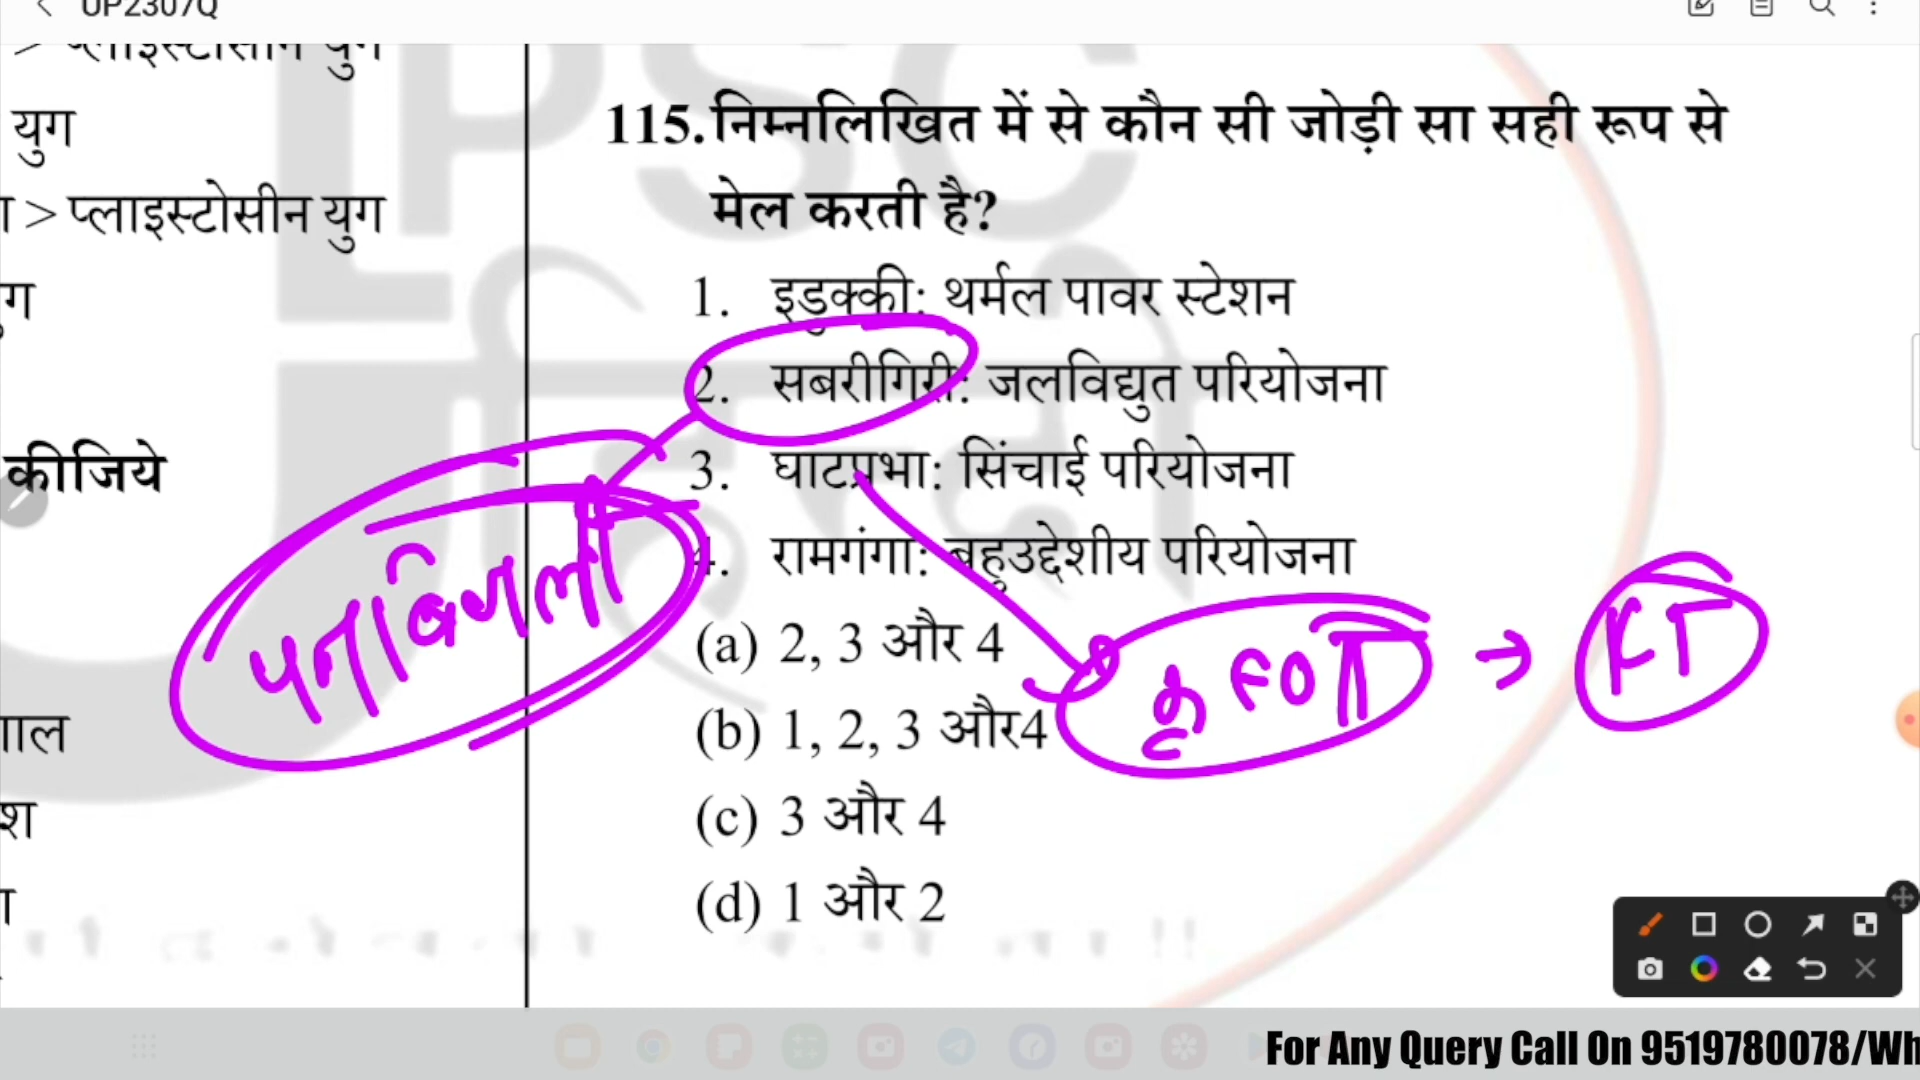 UP2307Q
> प्लाइस्टोसीन युग
युग
> प्लाइस्टोसीन युग
कीजिये
115. निम्नलिखित में से कौन सी जोड़ी सा सही रूप से
मेल करती है?
1. इडुक्की: थर्मल पावर स्टेशन
2. सबरीगिरी: जलविद्युत परियोजना
3. घाटप्रभा: सिंचाई परियोजना
4. रामगंगा: बहुउद्देशीय परियोजना
(a) 2, 3 और 4
(b) 1, 2, 3 और4
(c) 3 और 4
(d) 1 और 2
पनबिजली
कृष्णा → KT
For Any Query Call On 9519780078/Wh